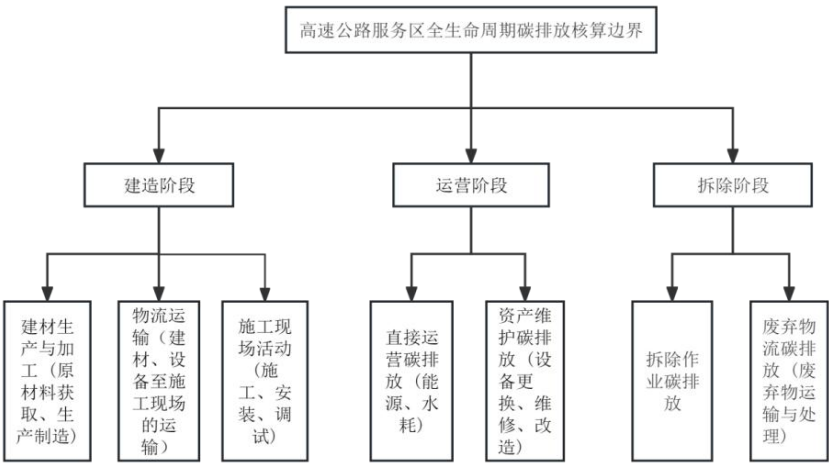 高速公路服务区全生命周期碳排放核算边界
建造阶段
运营阶段
拆除阶段
建材生
产与加
工（原
材料获
取、生
产制造）
物流运
输（建
材、设
备至施
工现场
的运
输）
施工现
场活动
（施
工、安
装、调
试）
直接运
营碳排
放（能
源、水
耗）
资产维
护碳排
放（设
备更
换、维
修、改
造）
拆除作
业碳排
放
废弃物
流碳排
放（废
弃物运
输与处
理）